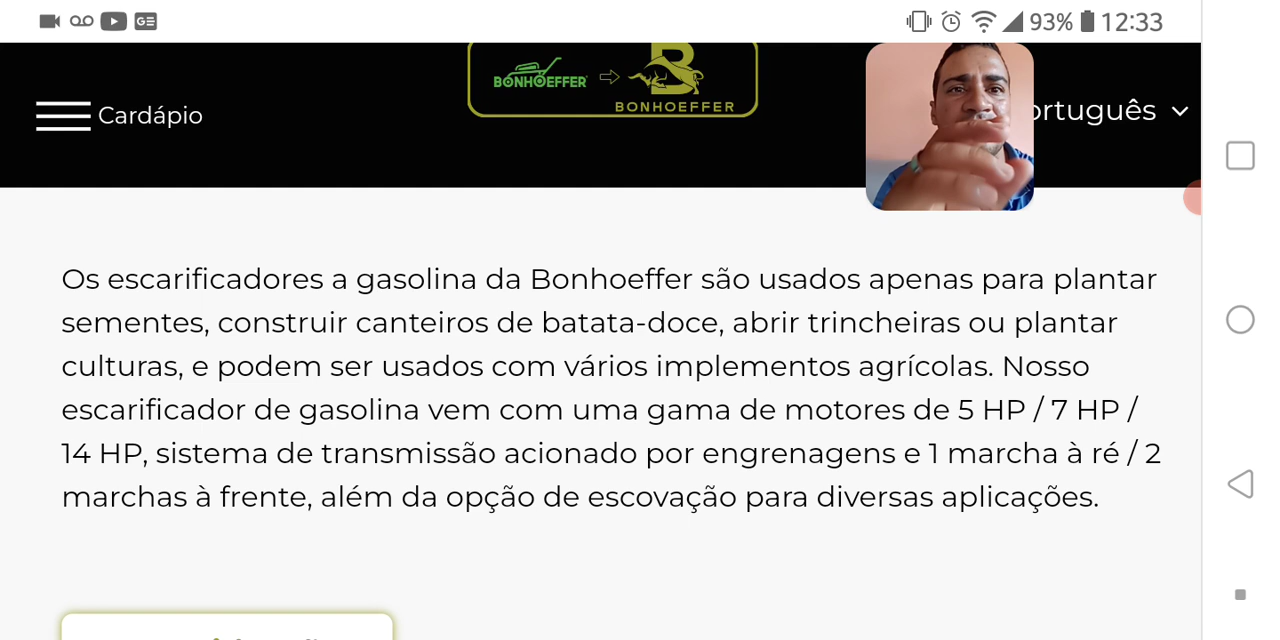 93% 12:33
BONHOEFFER
BONHOEFFER
Cardápio
ortuguês
Os escarificadores a gasolina da Bonhoeffer são usados apenas para plantar
sementes, construir canteiros de batata-doce, abrir trincheiras ou plantar
culturas, e podem ser usados com vários implementos agrícolas. Nosso
escarificador de gasolina vem com uma gama de motores de 5 HP / 7 HP /
14 HP, sistema de transmissão acionado por engrenagens e 1 marcha à ré / 2
marchas à frente, além da opção de escovação para diversas aplicações.